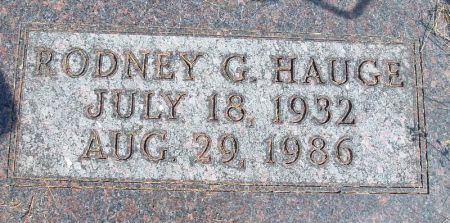 RODNEY G. HAUGE
JULY 18, 1932
AUG. 29, 1986